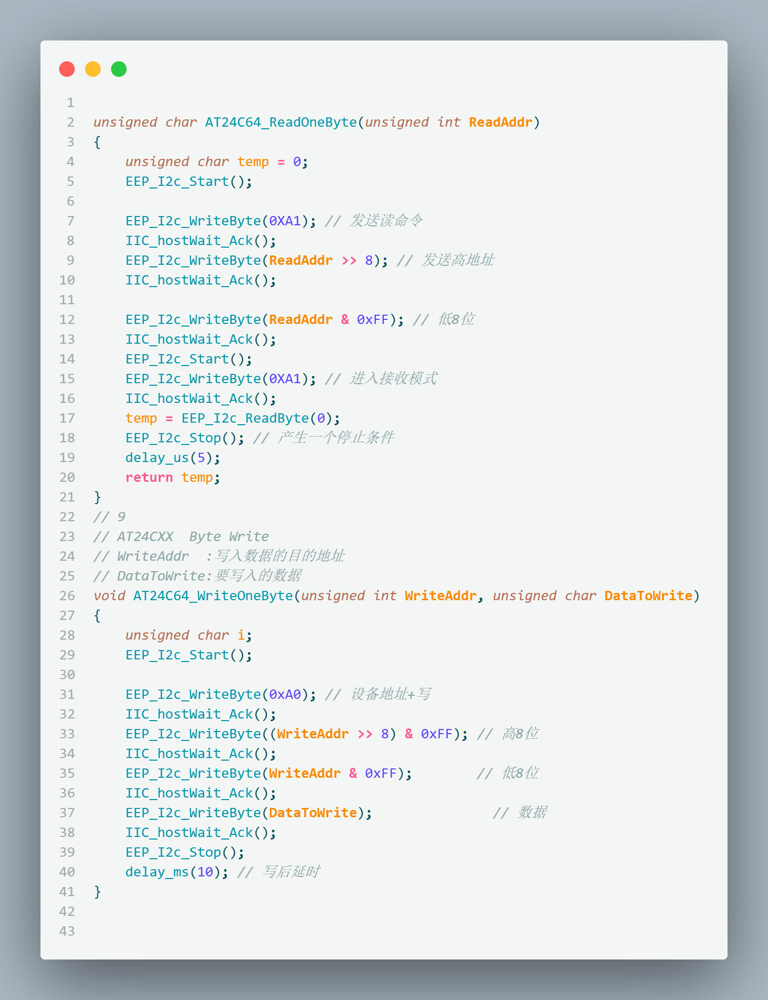 1
2 unsigned char AT24C64_ReadOneByte(unsigned int ReadAddr)
3 {
4     unsigned char temp = 0;
5     EEP_I2c_Start();
6
7     EEP_I2c_WriteByte(0XA1); // 发送读命令
8     IIC_hostWait_Ack();
9     EEP_I2c_WriteByte(ReadAddr >> 8); // 发送高地址
10     IIC_hostWait_Ack();
11
12     EEP_I2c_WriteByte(ReadAddr & 0xFF); // 低8位
13     IIC_hostWait_Ack();
14     EEP_I2c_Start();
15     EEP_I2c_WriteByte(0XA1); // 进入接收模式
16     IIC_hostWait_Ack();
17     temp = EEP_I2c_ReadByte(0);
18     EEP_I2c_Stop(); // 产生一个停止条件
19     delay_us(5);
20     return temp;
21 }
22 // 9
23 // AT24CXX  Byte Write
24 // WriteAddr  :写入数据的目的地址
25 // DataToWrite:要写入的数据
26 void AT24C64_WriteOneByte(unsigned int WriteAddr, unsigned char DataToWrite)
27 {
28     unsigned char i;
29     EEP_I2c_Start();
30
31     EEP_I2c_WriteByte(0xA0); // 设备地址+写
32     IIC_hostWait_Ack();
33     EEP_I2c_WriteByte((WriteAddr >> 8) & 0xFF); // 高8位
34     IIC_hostWait_Ack();
35     EEP_I2c_WriteByte(WriteAddr & 0xFF);        // 低8位
36     IIC_hostWait_Ack();
37     EEP_I2c_WriteByte(DataToWrite);               // 数据
38     IIC_hostWait_Ack();
39     EEP_I2c_Stop();
40     delay_ms(10); // 写后延时
41 }
42
43